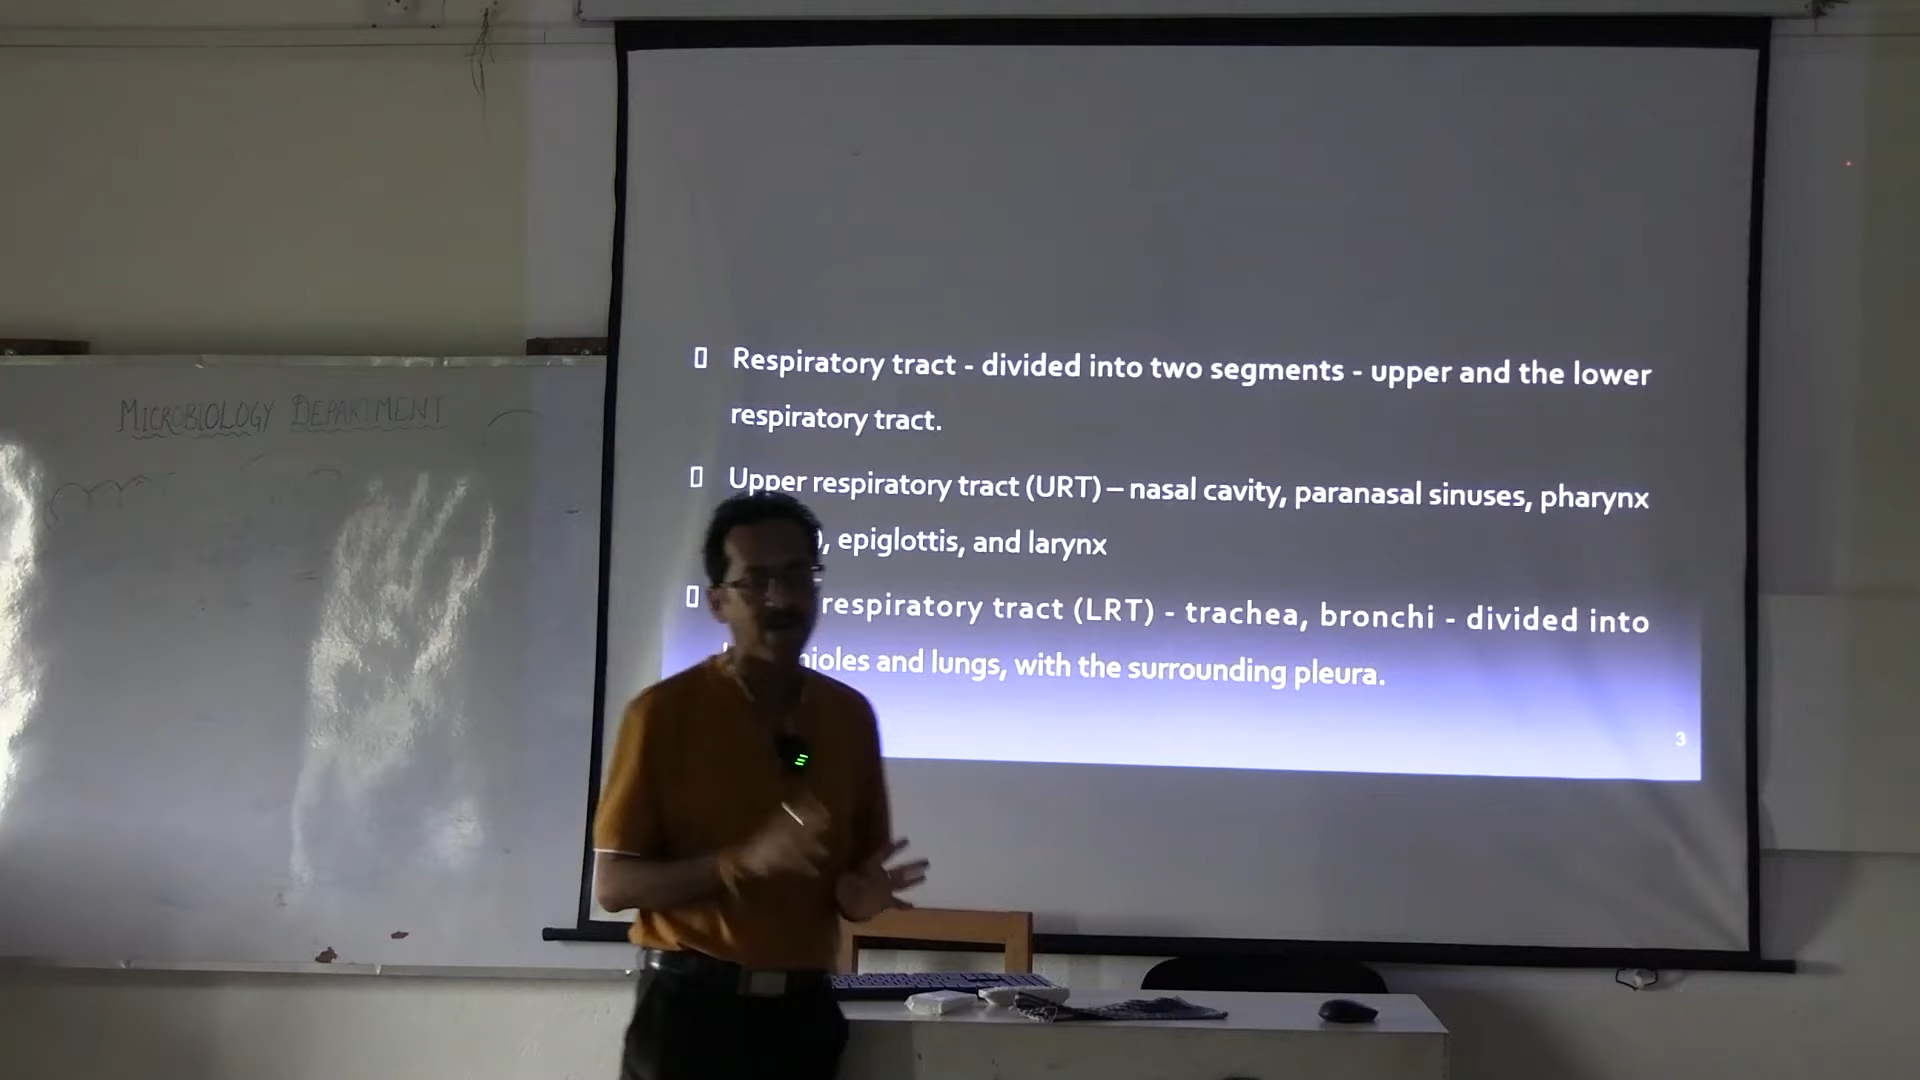 MICROBIOLOGY DEPARTMENT
Respiratory tract - divided into two segments - upper and the lower
respiratory tract.
Upper respiratory tract (URT) – nasal cavity, paranasal sinuses, pharynx
), epiglottis, and larynx
respiratory tract (LRT) - trachea, bronchi - divided into
and lungs, with the surrounding pleura.
3